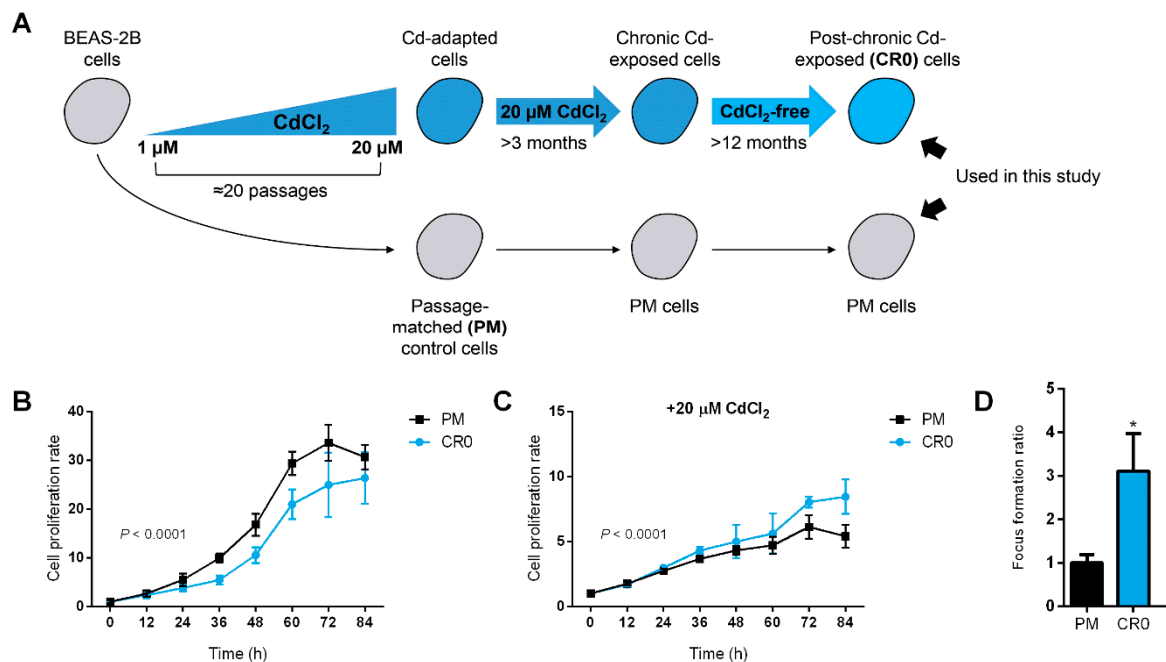 A
BEAS-2B
cells
Cd-adapted
cells
Chronic Cd-
exposed cells
Post-chronic Cd-
exposed (CR0) cells
CdCl2
1 μM
20 μM
≈20 passages
20 μM CdCl2
>3 months
CdCl2-free
>12 months
Used in this study
Passage-
matched (PM)
control cells
PM cells
PM cells
B
Cell proliferation rate
40
30
20
10
0
P < 0.0001
PM
CR0
0 12 24 36 48 60 72 84
Time (h)
C
+20 μM CdCl2
Cell proliferation rate
15
10
5
0
P < 0.0001
PM
CR0
0 12 24 36 48 60 72 84
Time (h)
D
Focus formation ratio
5
4
3
2
1
0
*
PM CR0